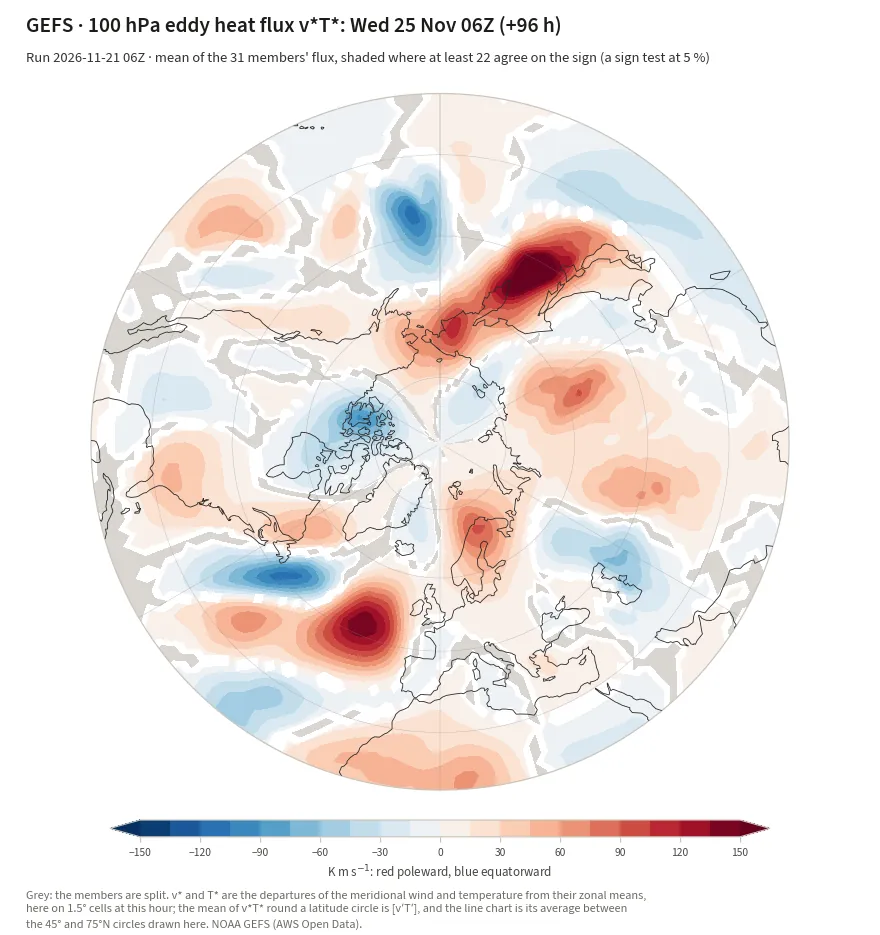 GEFS · 100 hPa eddy heat flux v*T*: Wed 25 Nov 06Z (+96 h)
Run 2026-11-21 06Z · mean of the 31 members' flux, shaded where at least 22 agree on the sign (a sign test at 5 %)
−150 −120 −90 −60 −30 0 30 60 90 120 150
K m s⁻¹: red poleward, blue equatorward
Grey: the members are split. v* and T* are the departures of the meridional wind and temperature from their zonal means,
here on 1.5° cells at this hour; the mean of v*T* round a latitude circle is [v'T'], and the line chart is its average between
the 45° and 75°N circles drawn here. NOAA GEFS (AWS Open Data).